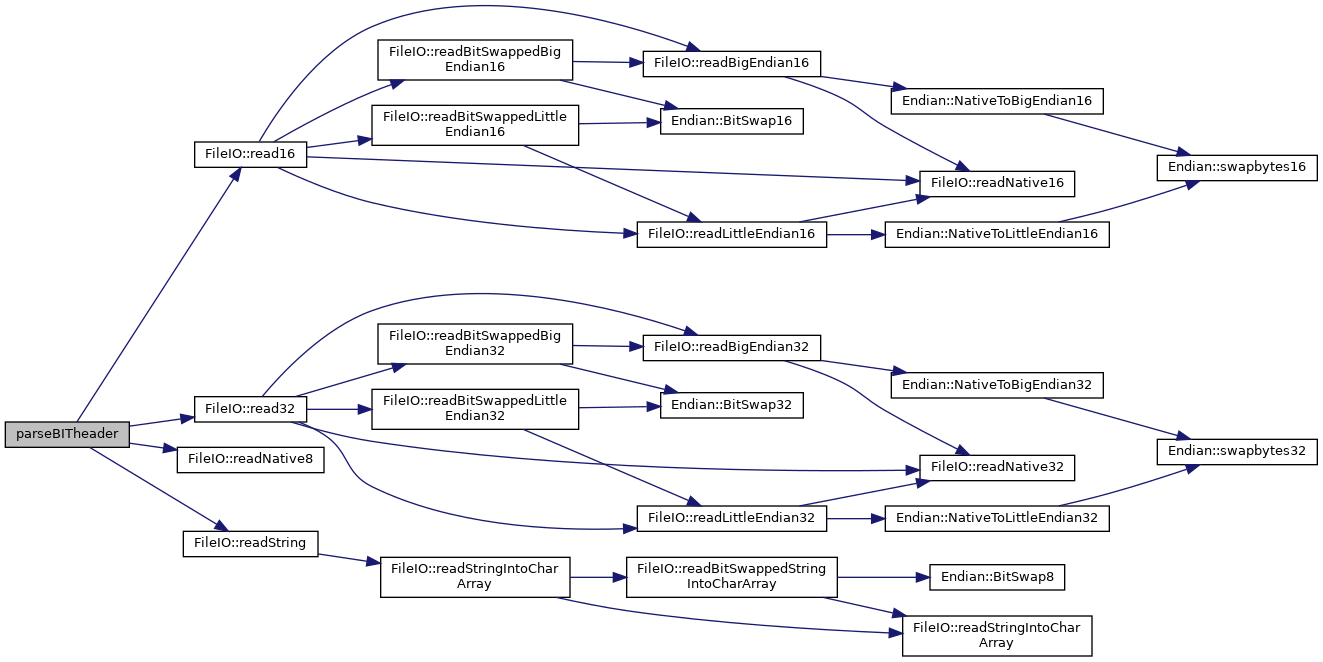 FileIO::readBitSwappedBig
Endian16
FileIO::readBigEndian16
Endian::NativeToBigEndian16
FileIO::readBitSwappedLittle
Endian16
Endian::BitSwap16
FileIO::read16
Endian::swapbytes16
FileIO::readNative16
FileIO::readLittleEndian16
Endian::NativeToLittleEndian16
FileIO::readBitSwappedBig
Endian32
FileIO::readBigEndian32
Endian::NativeToBigEndian32
FileIO::readBitSwappedLittle
Endian32
Endian::BitSwap32
FileIO::read32
parseBITheader
Endian::swapbytes32
FileIO::readNative8
FileIO::readNative32
FileIO::readLittleEndian32
Endian::NativeToLittleEndian32
FileIO::readString
FileIO::readStringIntoChar
Array
FileIO::readBitSwappedString
IntoCharArray
Endian::BitSwap8
FileIO::readStringIntoChar
Array